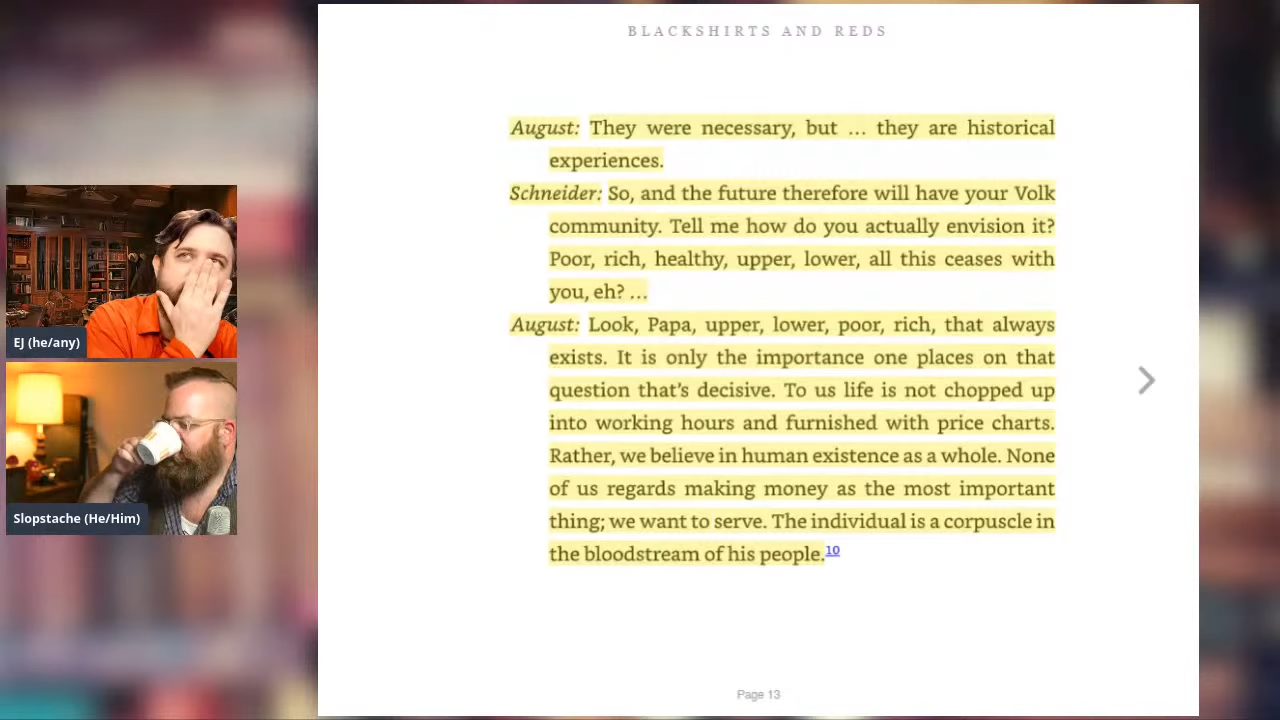 BLACKSHIRTS AND REDS
August: They were necessary, but … they are historical
experiences.
Schneider: So, and the future therefore will have your Volk
community. Tell me how do you actually envision it?
Poor, rich, healthy, upper, lower, all this ceases with
you, eh? …
August: Look, Papa, upper, lower, poor, rich, that always
exists. It is only the importance one places on that
question that’s decisive. To us life is not chopped up
into working hours and furnished with price charts.
Rather, we believe in human existence as a whole. None
of us regards making money as the most important
thing; we want to serve. The individual is a corpuscle in
the bloodstream of his people.10
Page 13
EJ (he/any)
Slopstache (He/Him)